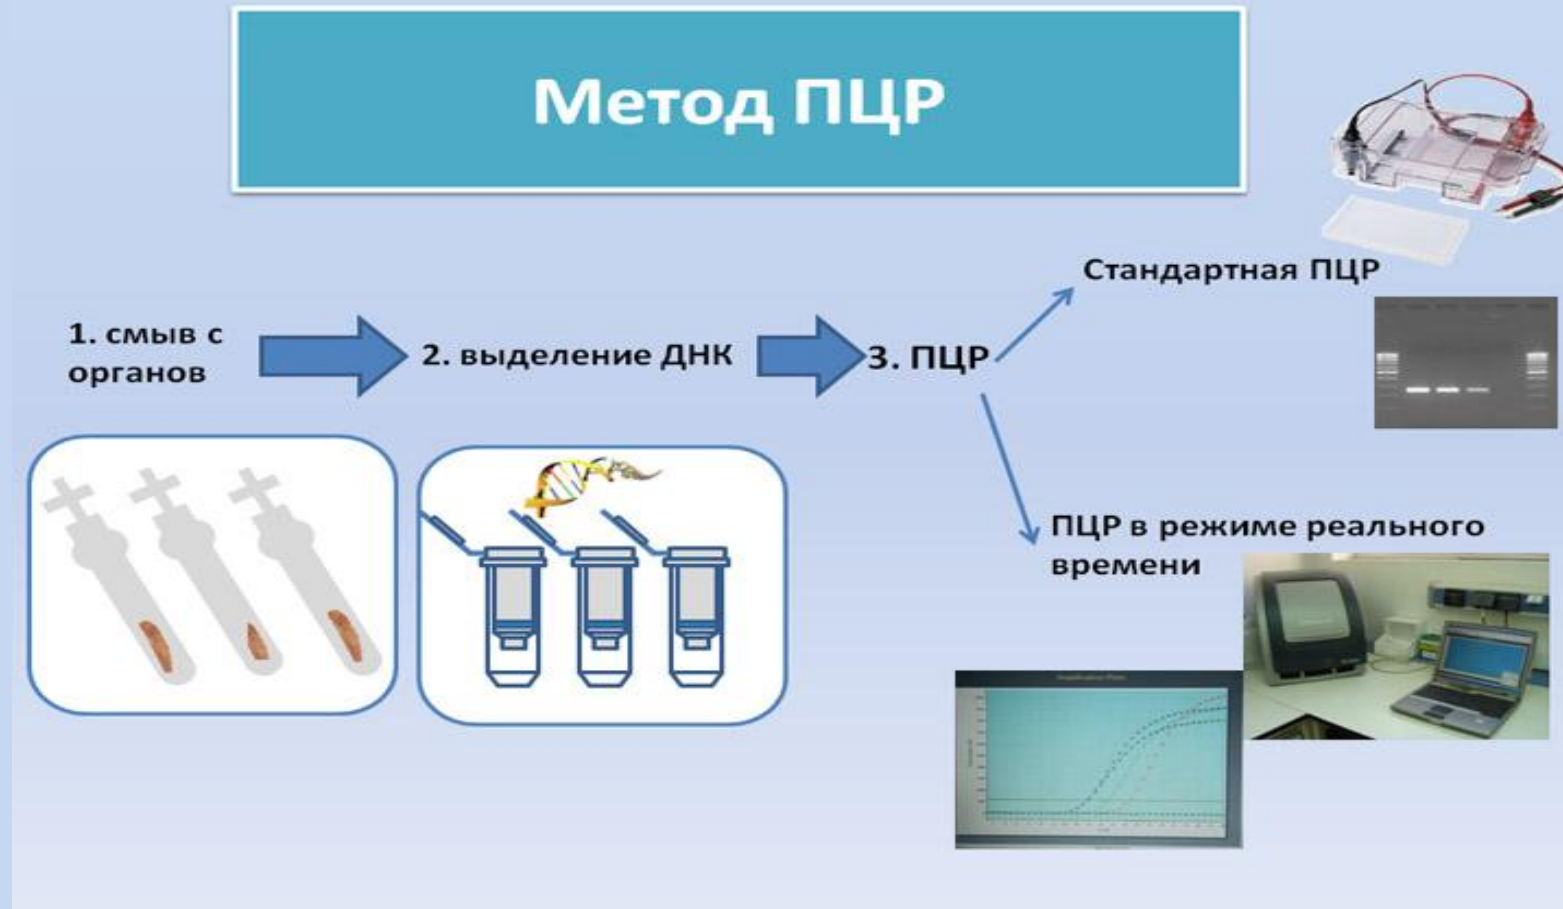 Метод ПЦР
Стандартная ПЦР
1. смыв с
органов
2. выделение ДНК
3. ПЦР
ПЦР в режиме реального
времени